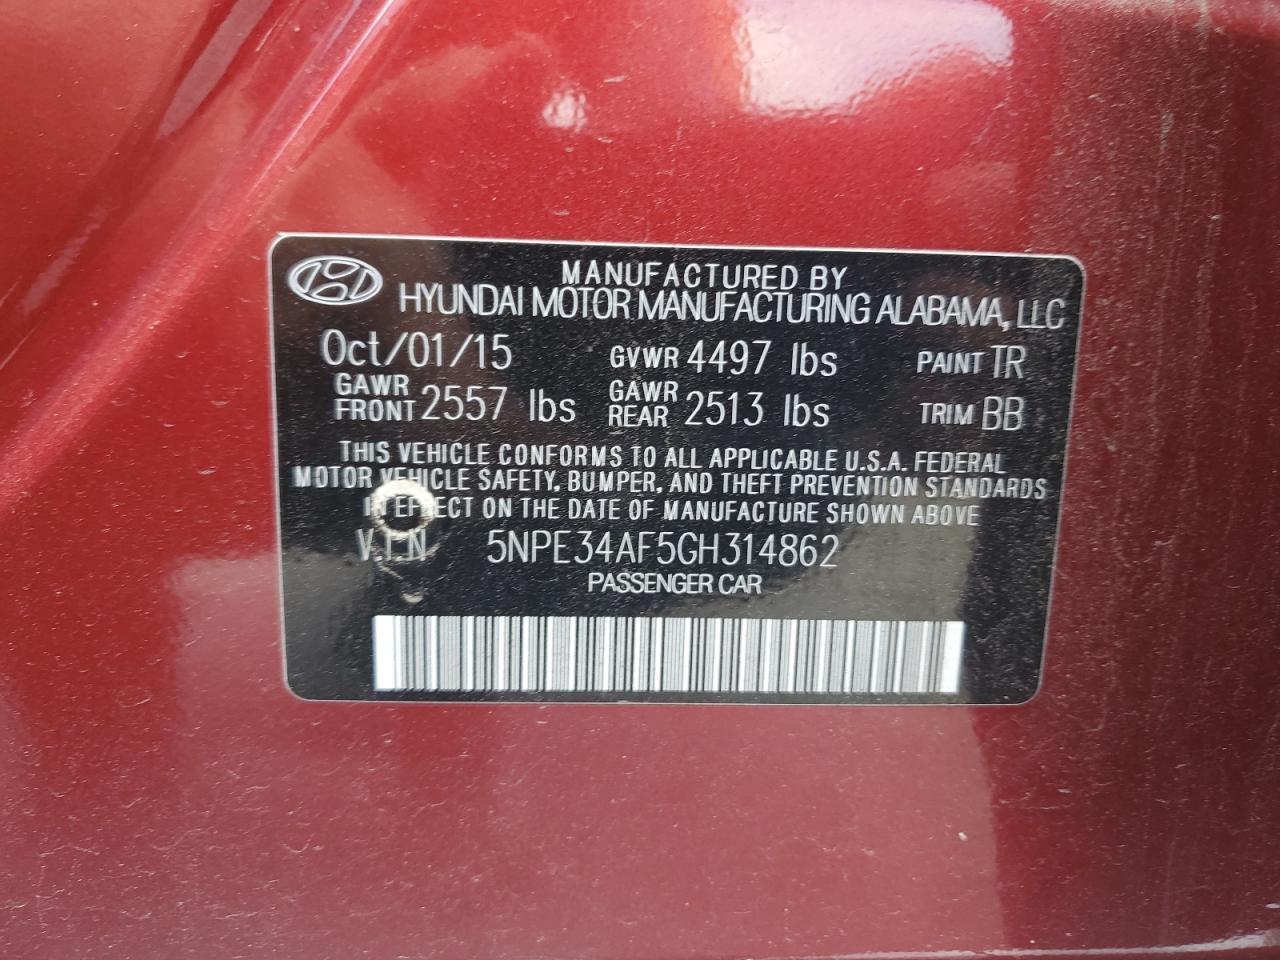 MANUFACTURED BY
HYUNDAI MOTOR MANUFACTURING ALABAMA, LLC
Oct/01/15 GVWR 4497 lbs PAINT TR
GAWR FRONT 2557 lbs GAWR REAR 2513 lbs TRIM BB
THIS VEHICLE CONFORMS TO ALL APPLICABLE U.S.A. FEDERAL
MOTOR VEHICLE SAFETY, BUMPER, AND THEFT PREVENTION STANDARDS
IN EFFECT ON THE DATE OF MANUFACTURE SHOWN ABOVE
V.I.N 5NPE34AF5GH314862
PASSENGER CAR